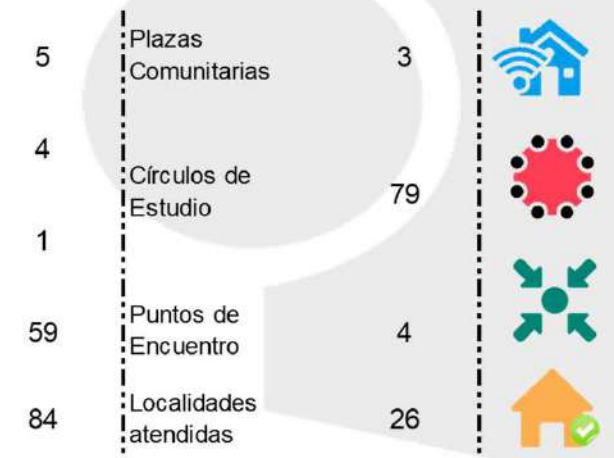 5
Plazas
Comunitarias
3
4
Círculos de
Estudio
79
1
59
Puntos de
Encuentro
4
84
Localidades
atendidas
26